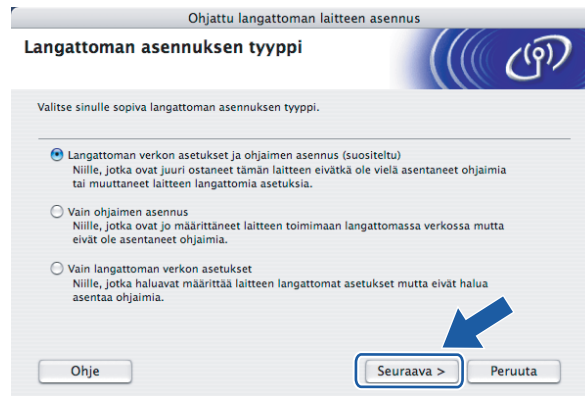 Ohjattu langattoman laitteen asennus
Langattoman asennuksen tyyppi
Valitse sinulle sopiva langattoman asennuksen tyyppi.
Langattoman verkon asetukset ja ohjaimen asennus (suositeltu)
Niille, jotka ovat juuri ostaneet tämän laitteen eivätkä ole vielä asentaneet ohjaimia
tai muuttaneet laitteen langattomia asetuksia.
Vain ohjaimen asennus
Niille, jotka ovat jo määrittäneet laitteen toimimaan langattomassa verkossa mutta
eivät ole asentaneet ohjaimia.
Vain langattoman verkon asetukset
Niille, jotka haluavat määrittää laitteen langattomat asetukset mutta eivät halua
asentaa ohjaimia.
Ohje
Seuraava >
Peruuta